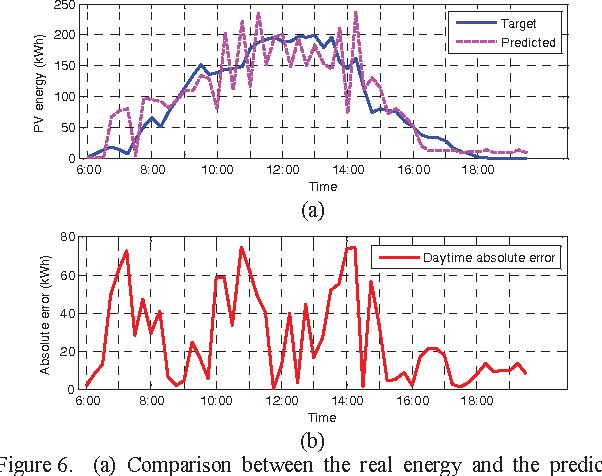 250
200
150
100
50
0
PV energy (kWh)
Target
Predicted
6:00 8:00 10:00 12:00 14:00 16:00 18:00
Time
(a)
80
60
40
20
0
Absolute error (kWh)
Daytime absolute error
6:00 8:00 10:00 12:00 14:00 16:00 18:00
Time
(b)
Figure 6. (a) Comparison between the real energy and the predic